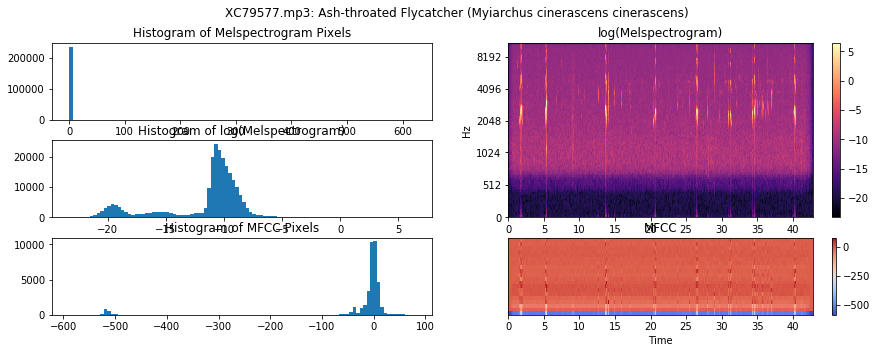 XC79577.mp3: Ash-throated Flycatcher (Myiarchus cinerascens cinerascens)
Histogram of Melspectrogram Pixels
200000
100000
0
0 100 200 300 400 500 600
Histogram of log(Melspectrogram)
20000
10000
0
−20 −15 −10 −5 0 5
Histogram of MFCC Pixels
10000
5000
0
−600 −500 −400 −300 −200 −100 0 100
log(Melspectrogram)
Hz
8192
4096
2048
1024
512
0
0 5 10 15 20 25 30 35 40
5
0
−5
−10
−15
−20
MFCC
0 5 10 15 20 25 30 35 40
Time
0
−250
−500